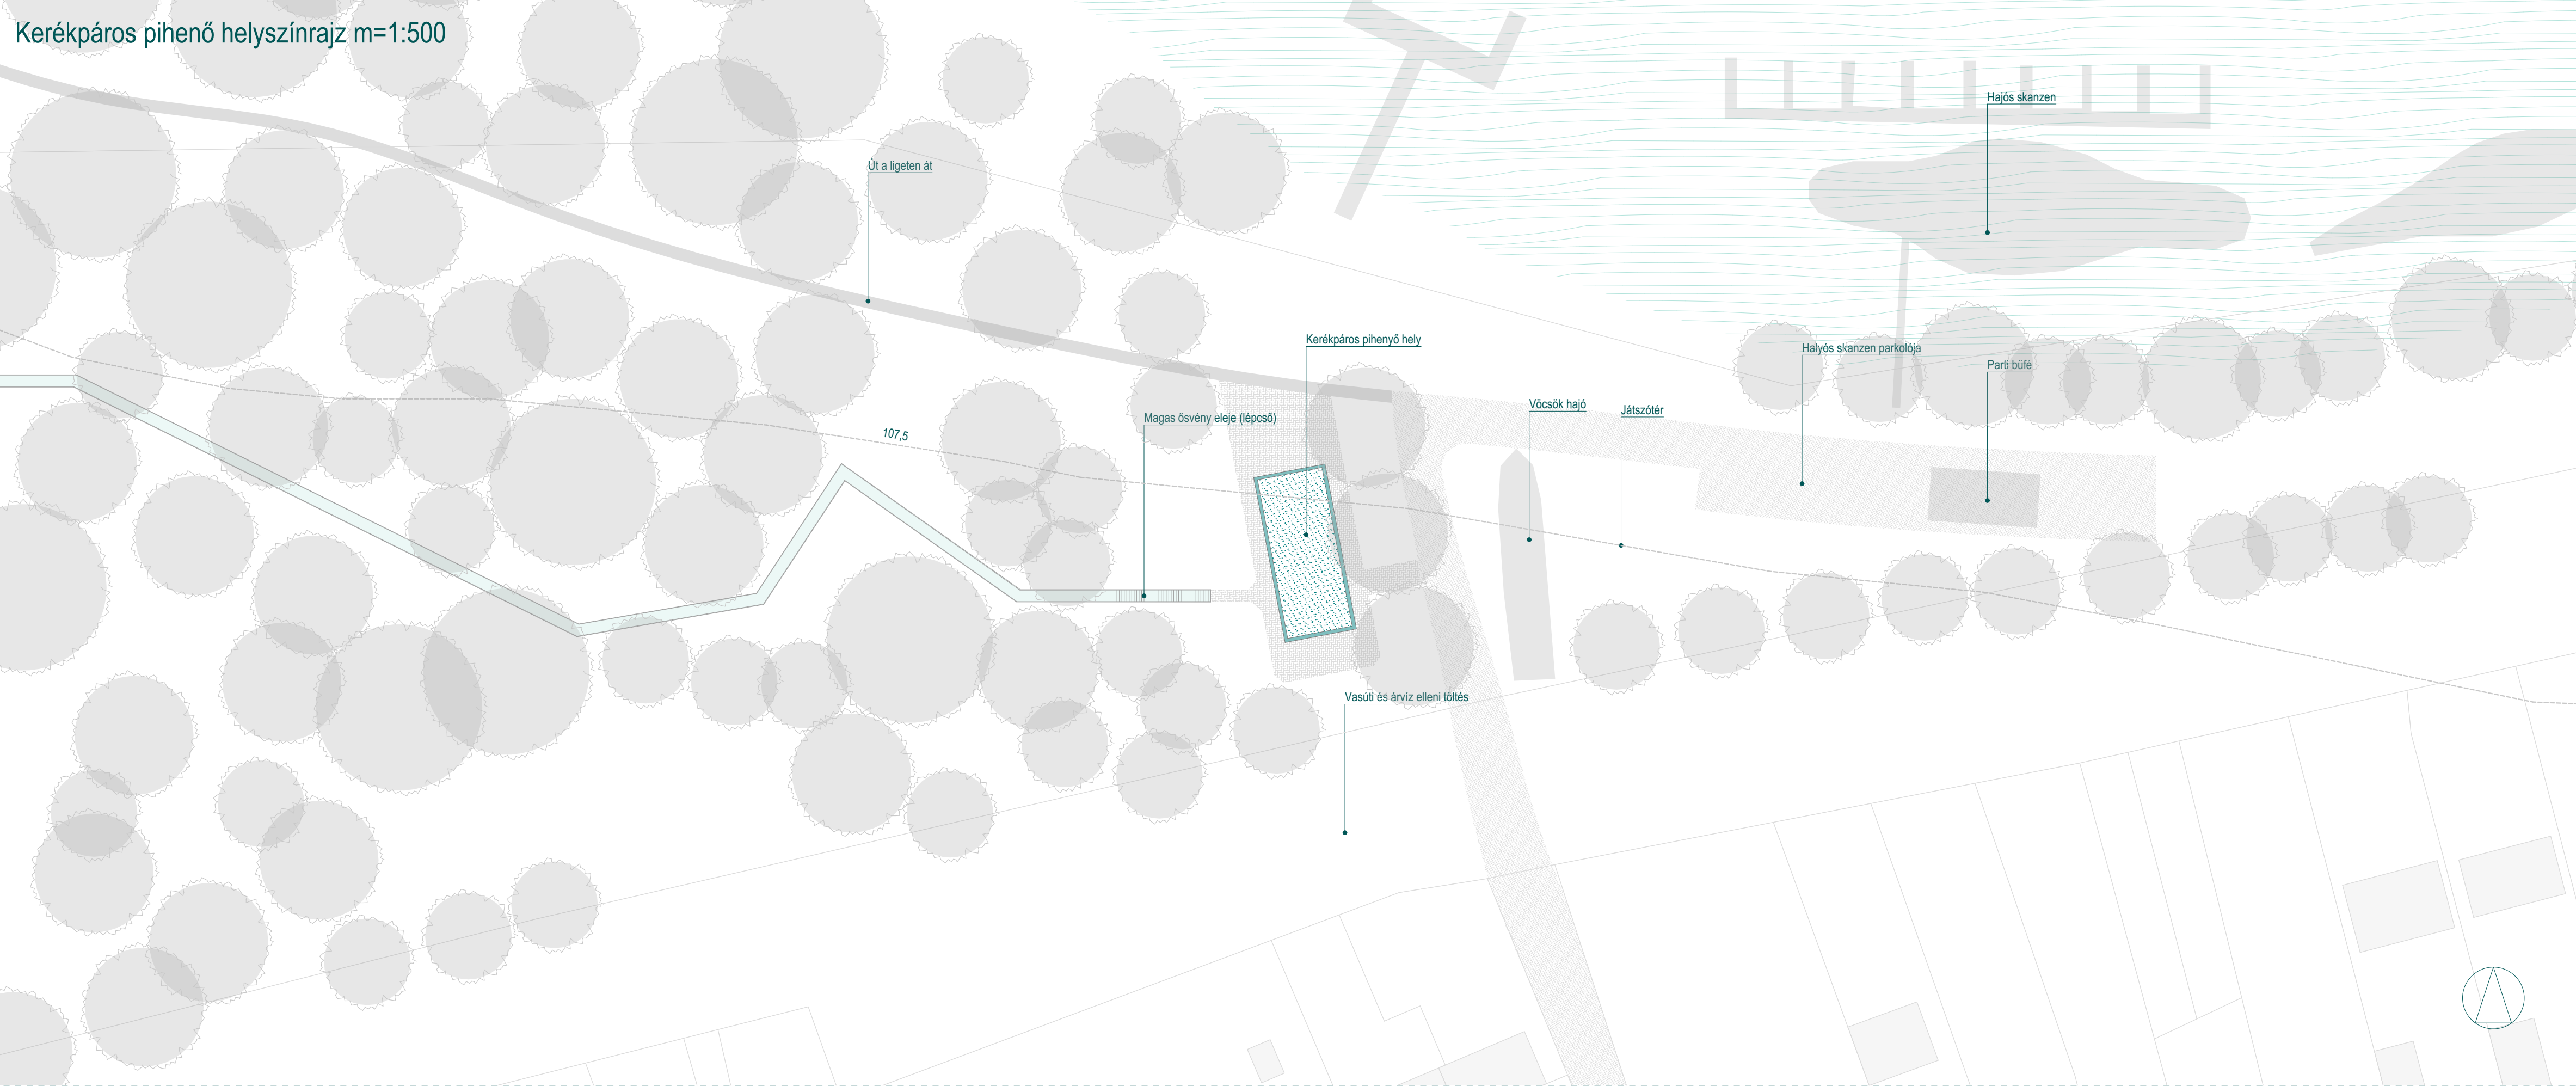 Kerékpáros pihenő helyszínrajz m=1:500
Hajós skanzen
Út a ligeten át
Kerékpáros pihenyő hely
Halyós skanzen parkolója
Parti büfé
Vöcsök hajó
Játszótér
Magas ősvény eleje (lépcső)
107,5
Vasúti és árvíz elleni töltés